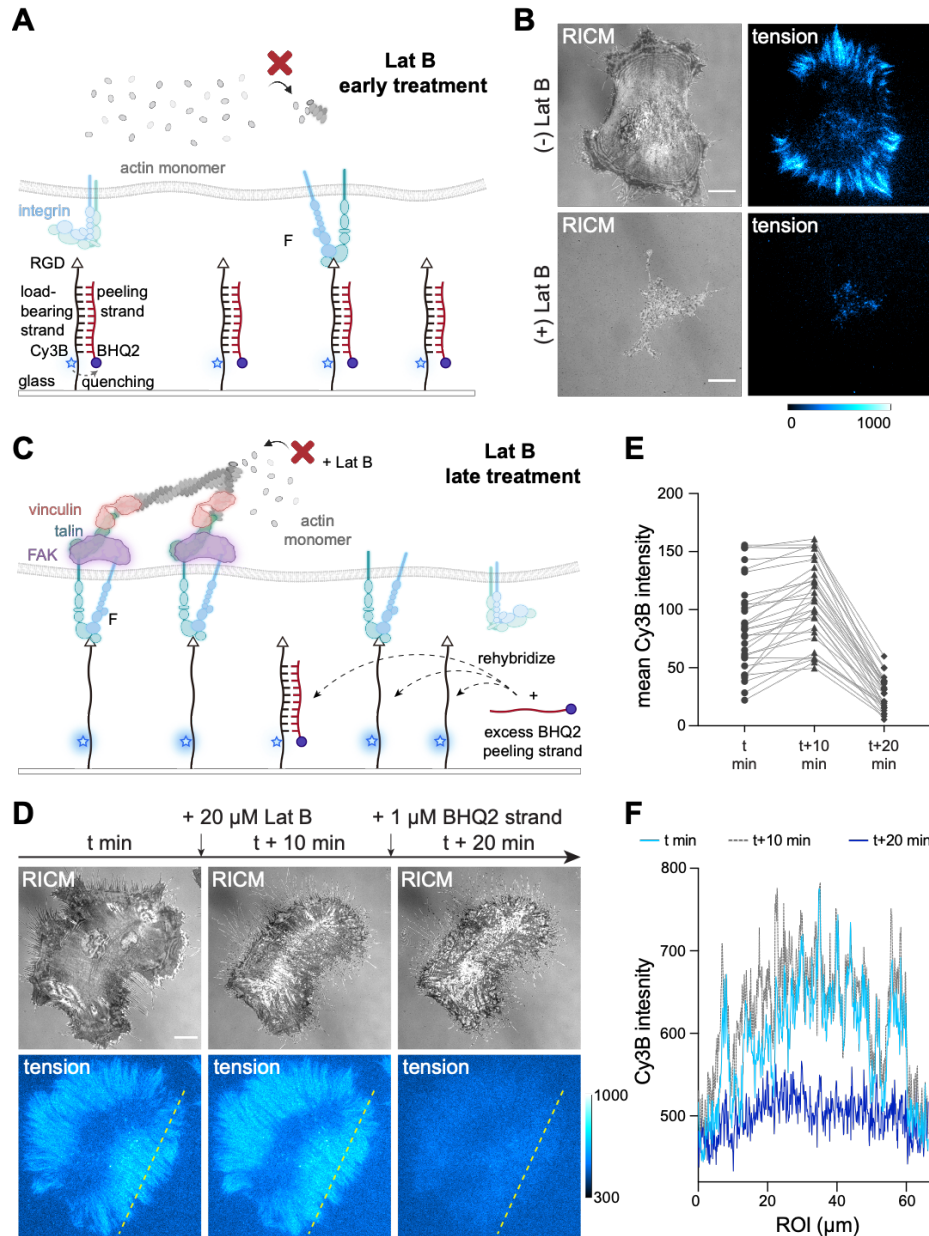 A
Lat B
early treatment
actin monomer
integrin
F
RGD
load-
bearing
strand
peeling
strand
Cy3B
BHQ2
glass
quenching
B
RICM
tension
(-) Lat B
RICM
tension
(+) Lat B
0
1000
C
Lat B
late treatment
+ Lat B
vinculin
talin
FAK
actin
monomer
F
rehybridize
+
excess BHQ2
peeling strand
E
mean Cy3B intensity
200
150
100
50
0
t
min
t+10
min
t+20
min
D
+ 20 µM Lat B
+ 1 µM BHQ2 strand
t min
t + 10 min
t + 20 min
RICM
RICM
RICM
tension
tension
tension
1000
300
F
t min
t+10 min
t+20 min
Cy3B intesnity
800
700
600
500
0
20
40
60
ROI (µm)